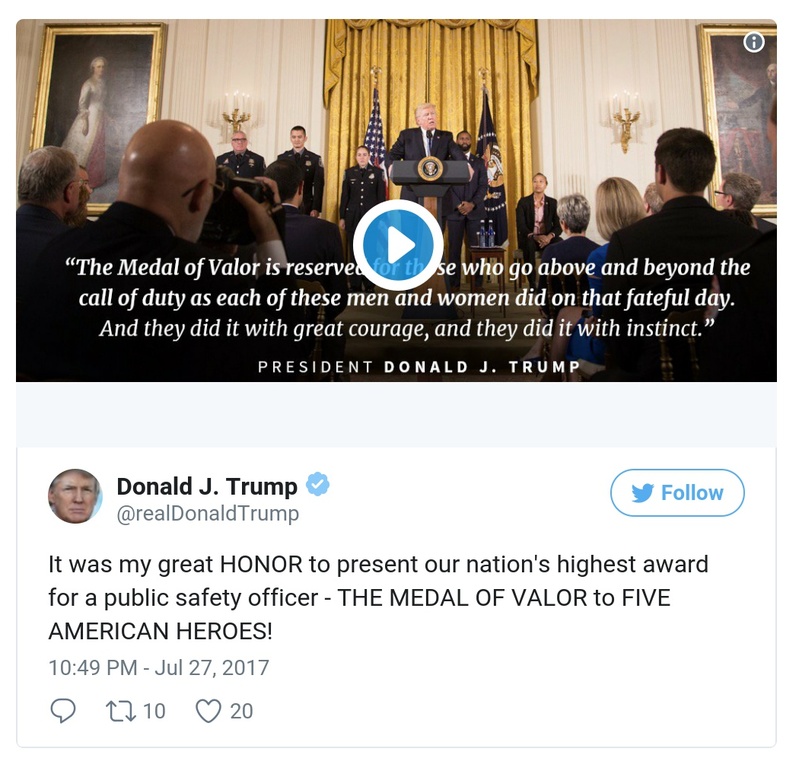 “The Medal of Valor is reserved for those who go above and beyond the
call of duty as each of these men and women did on that fateful day.
And they did it with great courage, and they did it with instinct.”
PRESIDENT DONALD J. TRUMP
Donald J. Trump
@realDonaldTrump
Follow
It was my great HONOR to present our nation's highest award
for a public safety officer - THE MEDAL OF VALOR to FIVE
AMERICAN HEROES!
10:49 PM - Jul 27, 2017
10 20